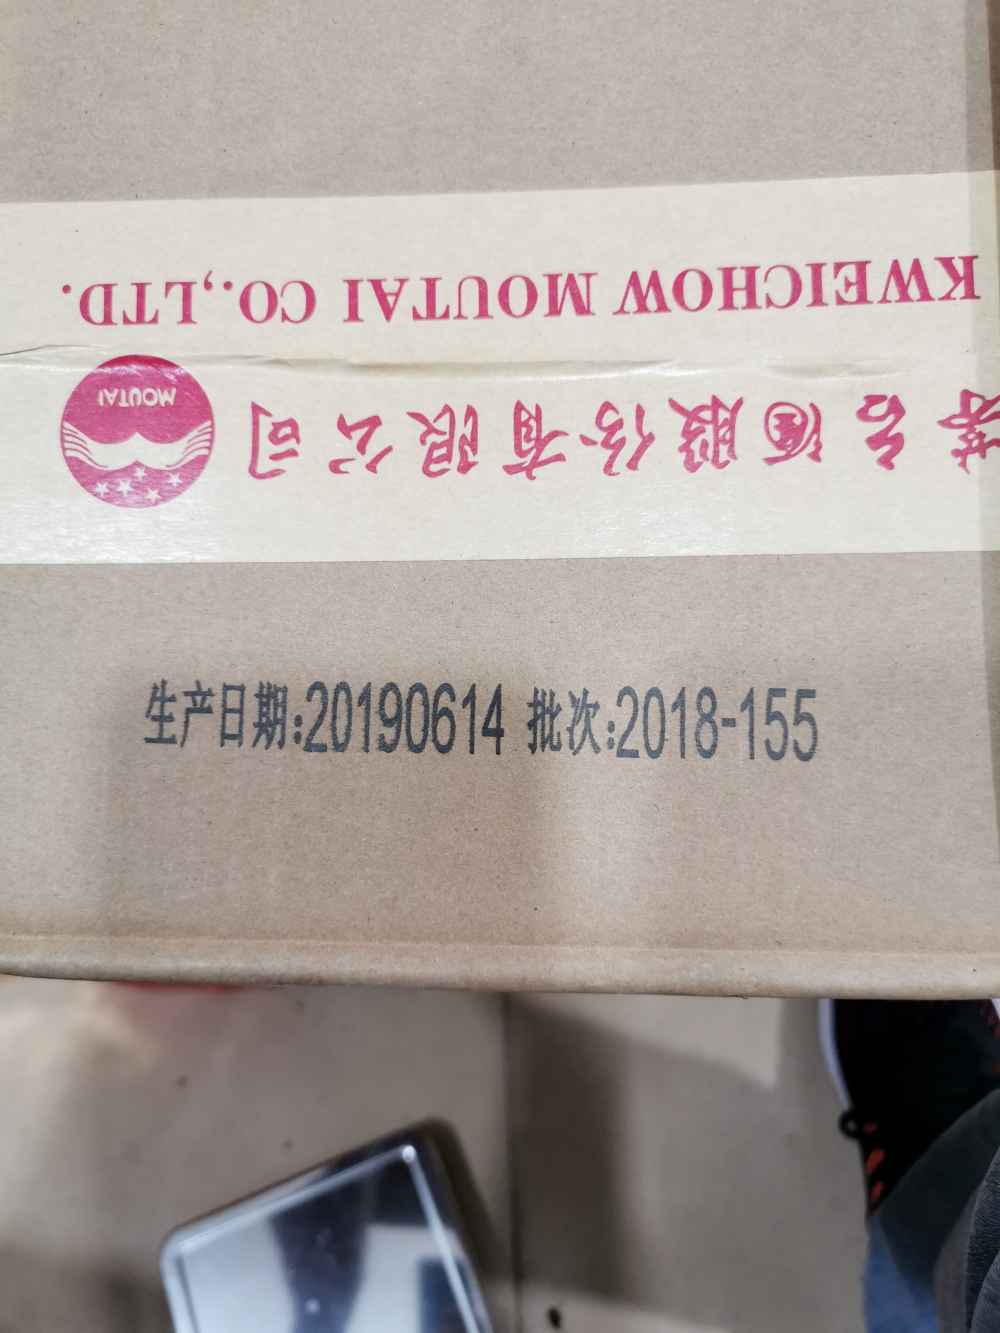 KWEICHOW MOUTAI CO.,LTD.
茅台酒股份有限公司
MOUTAI
生产日期:20190614 批次:2018-155